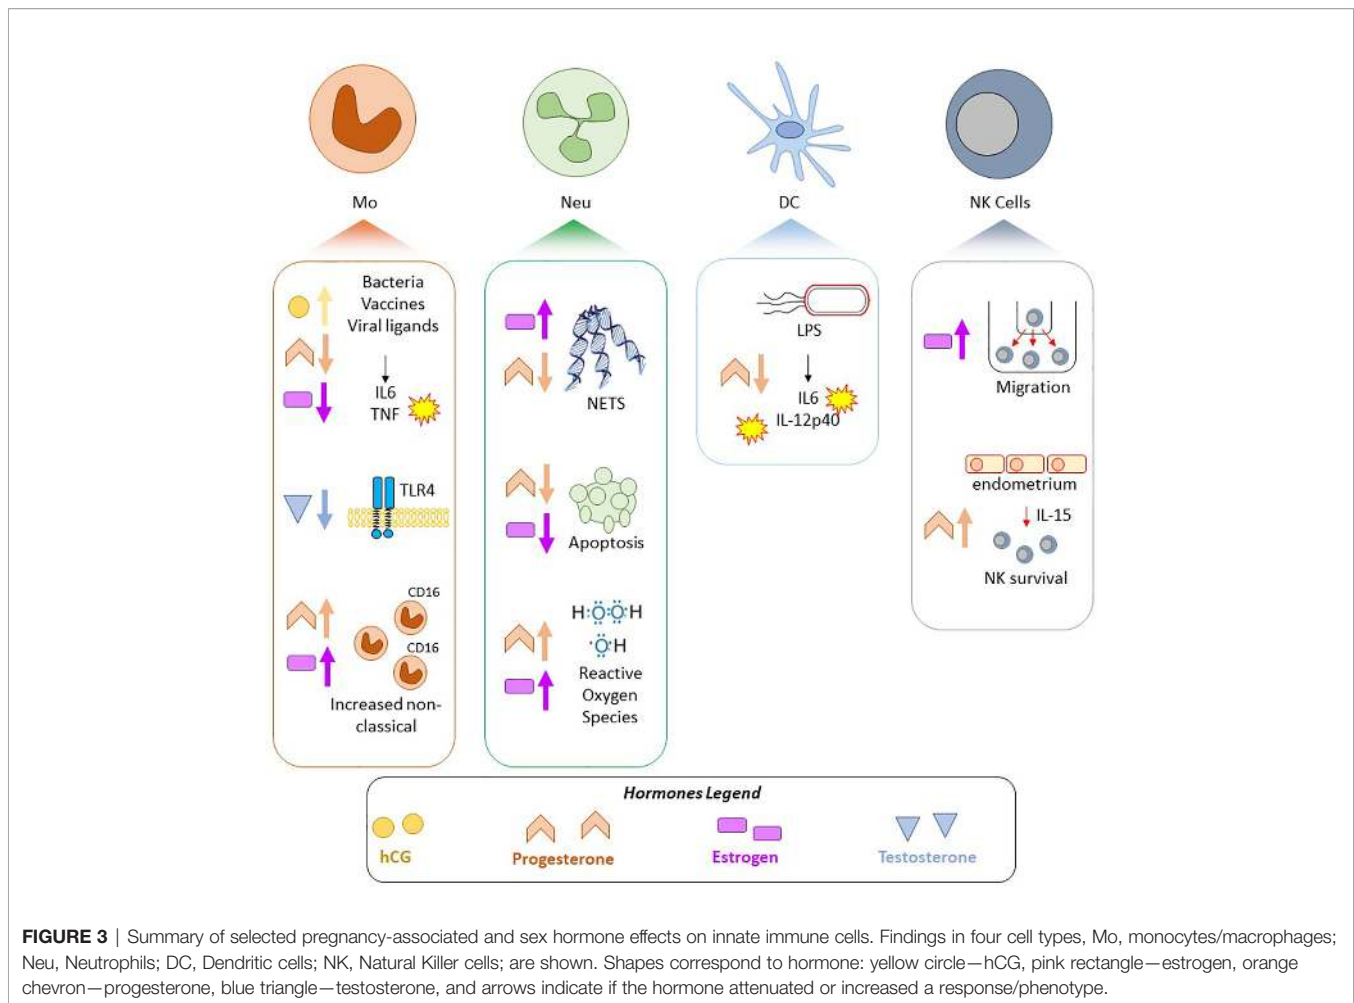 Mo
Neu
DC
NK Cells
Bacteria
Vaccines
Viral ligands
IL6
TNF
TLR4
CD16
CD16
Increased non-
classical
NETS
Apoptosis
H:O:O:H
·O:H
Reactive
Oxygen
Species
LPS
IL6
IL-12p40
Migration
endometrium
IL-15
NK survival
Hormones Legend
hCG
Progesterone
Estrogen
Testosterone
FIGURE 3 | Summary of selected pregnancy-associated and sex hormone effects on innate immune cells. Findings in four cell types, Mo, monocytes/macrophages;
Neu, Neutrophils; DC, Dendritic cells; NK, Natural Killer cells; are shown. Shapes correspond to hormone: yellow circle—hCG, pink rectangle—estrogen, orange
chevron—progesterone, blue triangle—testosterone, and arrows indicate if the hormone attenuated or increased a response/phenotype.